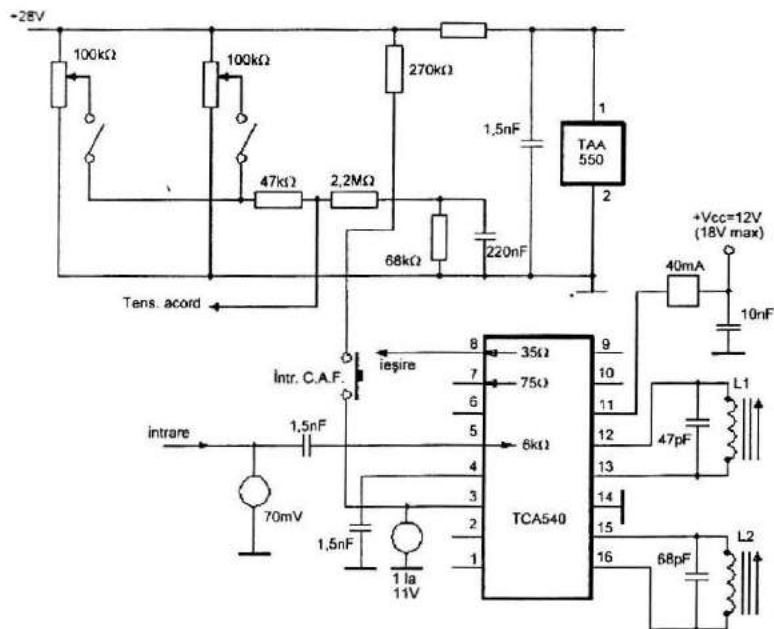 +28V
100kΩ
100kΩ
270kΩ
1,5nF
1
TAA
550
2
47kΩ
2,2MΩ
68kΩ
220nF
+Vcc=12V
(18V max)
40mA
10nF
Tens. acord
ieşire
Într. C.A.F.
intrare
1,5nF
70mV
1,5nF
1 la
11V
8
35Ω
7
75Ω
6
5
6kΩ
4
3
2
1
TCA540
9
10
11
12
13
14
15
16
47pF
L1
68pF
L2